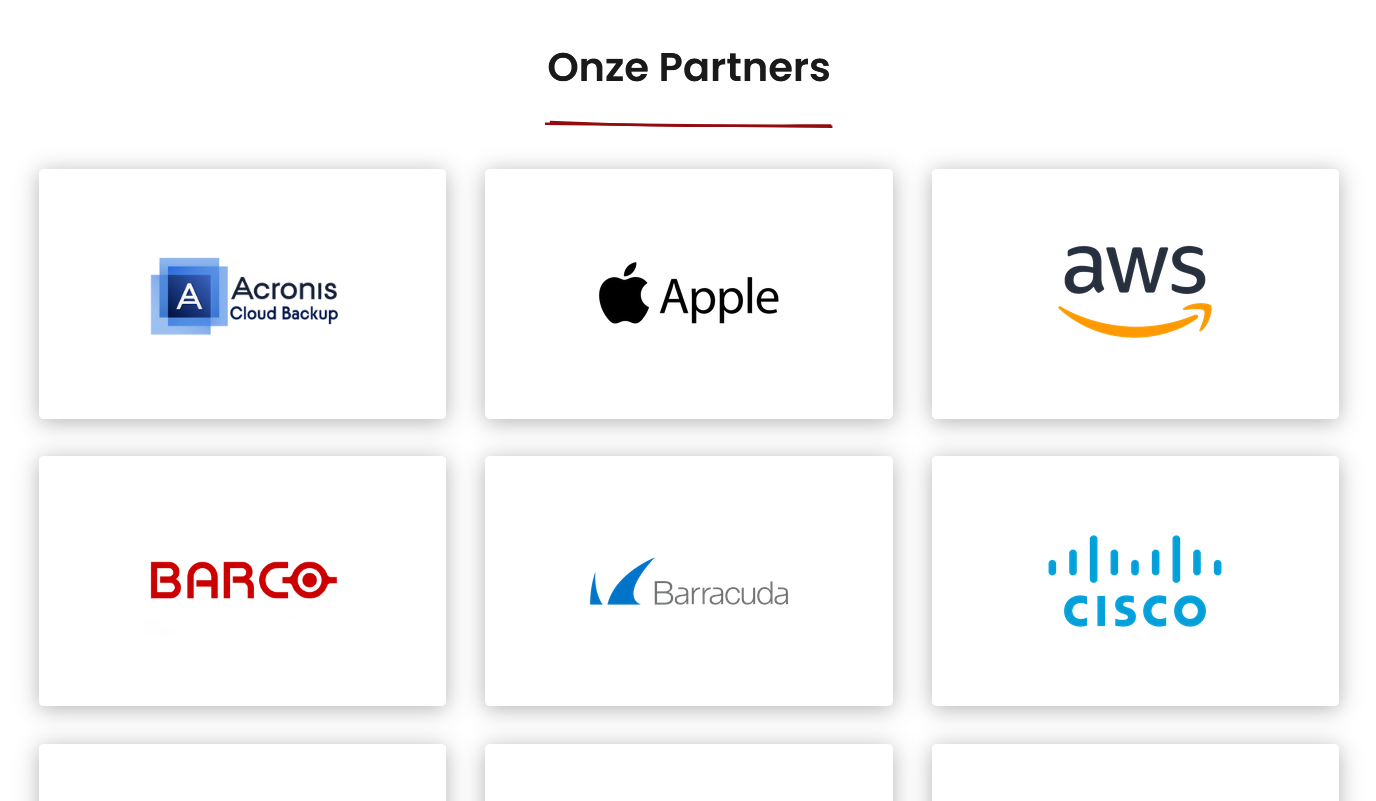 Onze Partners
Acronis
Cloud Backup
Apple
aws
BARCO
Barracuda
CISCO